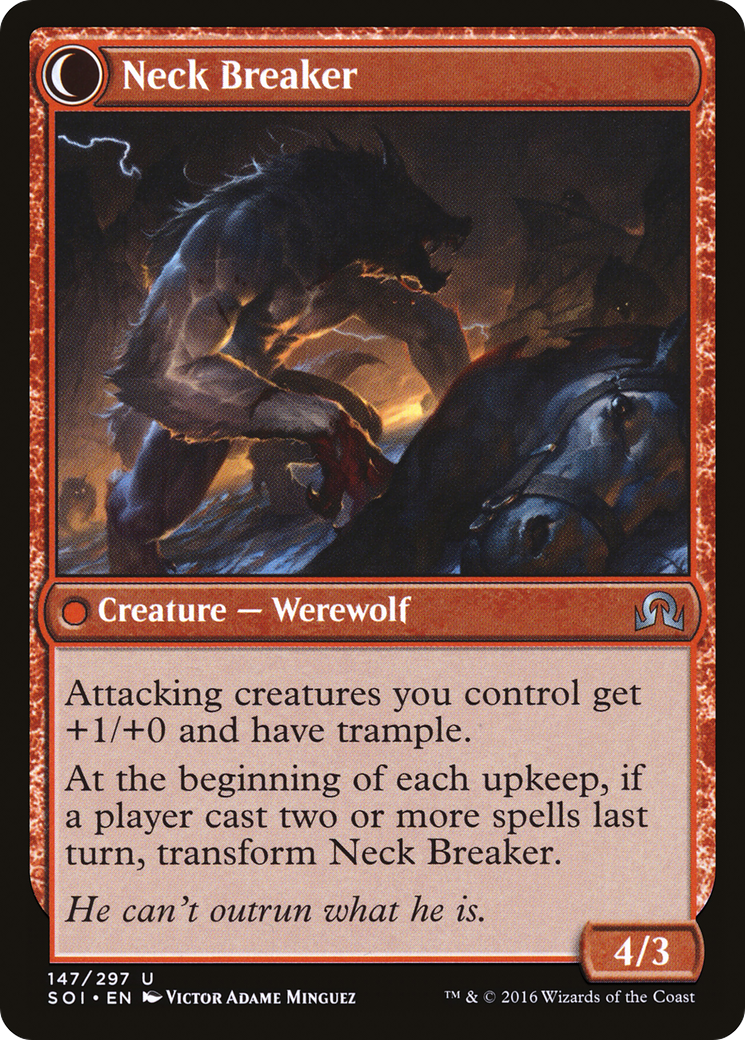 Neck Breaker
Creature — Werewolf
Attacking creatures you control get
+1/+0 and have trample.
At the beginning of each upkeep, if
a player cast two or more spells last
turn, transform Neck Breaker.
He can't outrun what he is.
4/3
147/297 U
SOI • EN Victor Adame Minguez
™ & © 2016 Wizards of the Coast